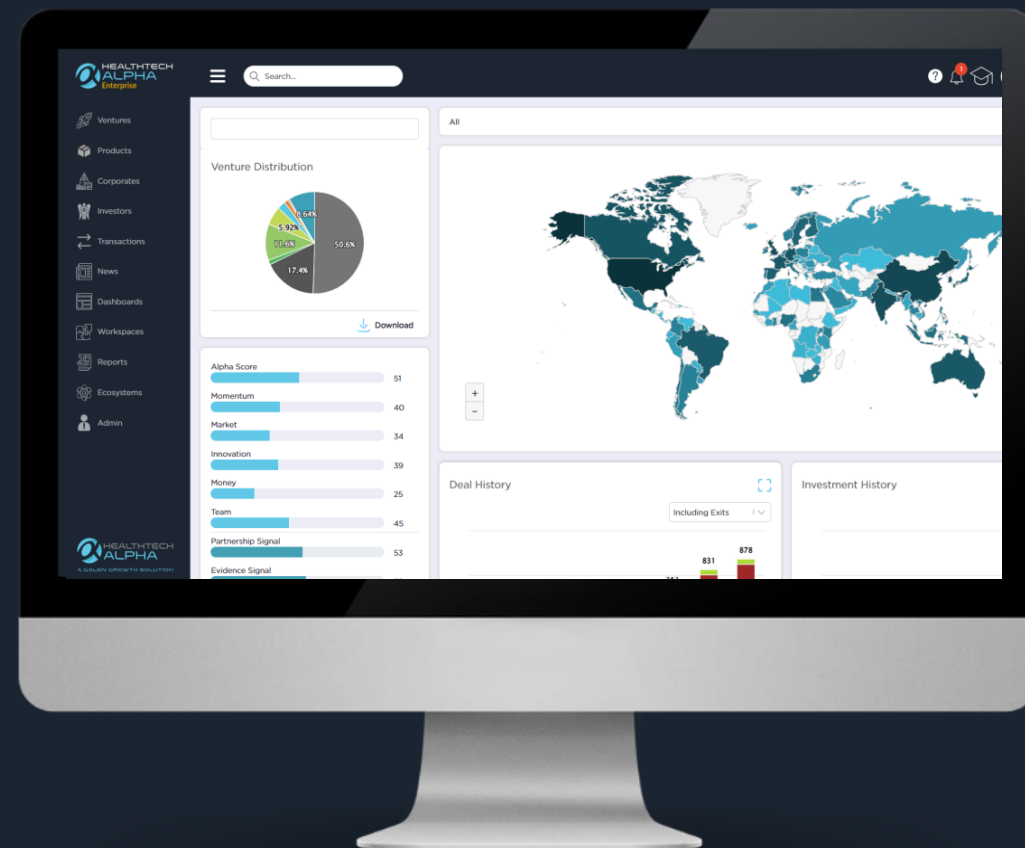 HEALTHTECH
ALPHA
Enterprise
Search...
?
1
Ventures
Products
Corporates
Investors
Transactions
News
Dashboards
Workspaces
Reports
Ecosystems
Admin
HEALTHTECH
ALPHA
A GALEN GROWTH SOLUTION
Venture Distribution
8.64%
5.92%
11.6%
50.6%
17.4%
Download
Alpha Score
51
Momentum
40
Market
34
Innovation
39
Money
25
Team
45
Partnership Signal
53
Evidence Signal
All
+
-
Deal History
Including Exits
831
878
Investment History